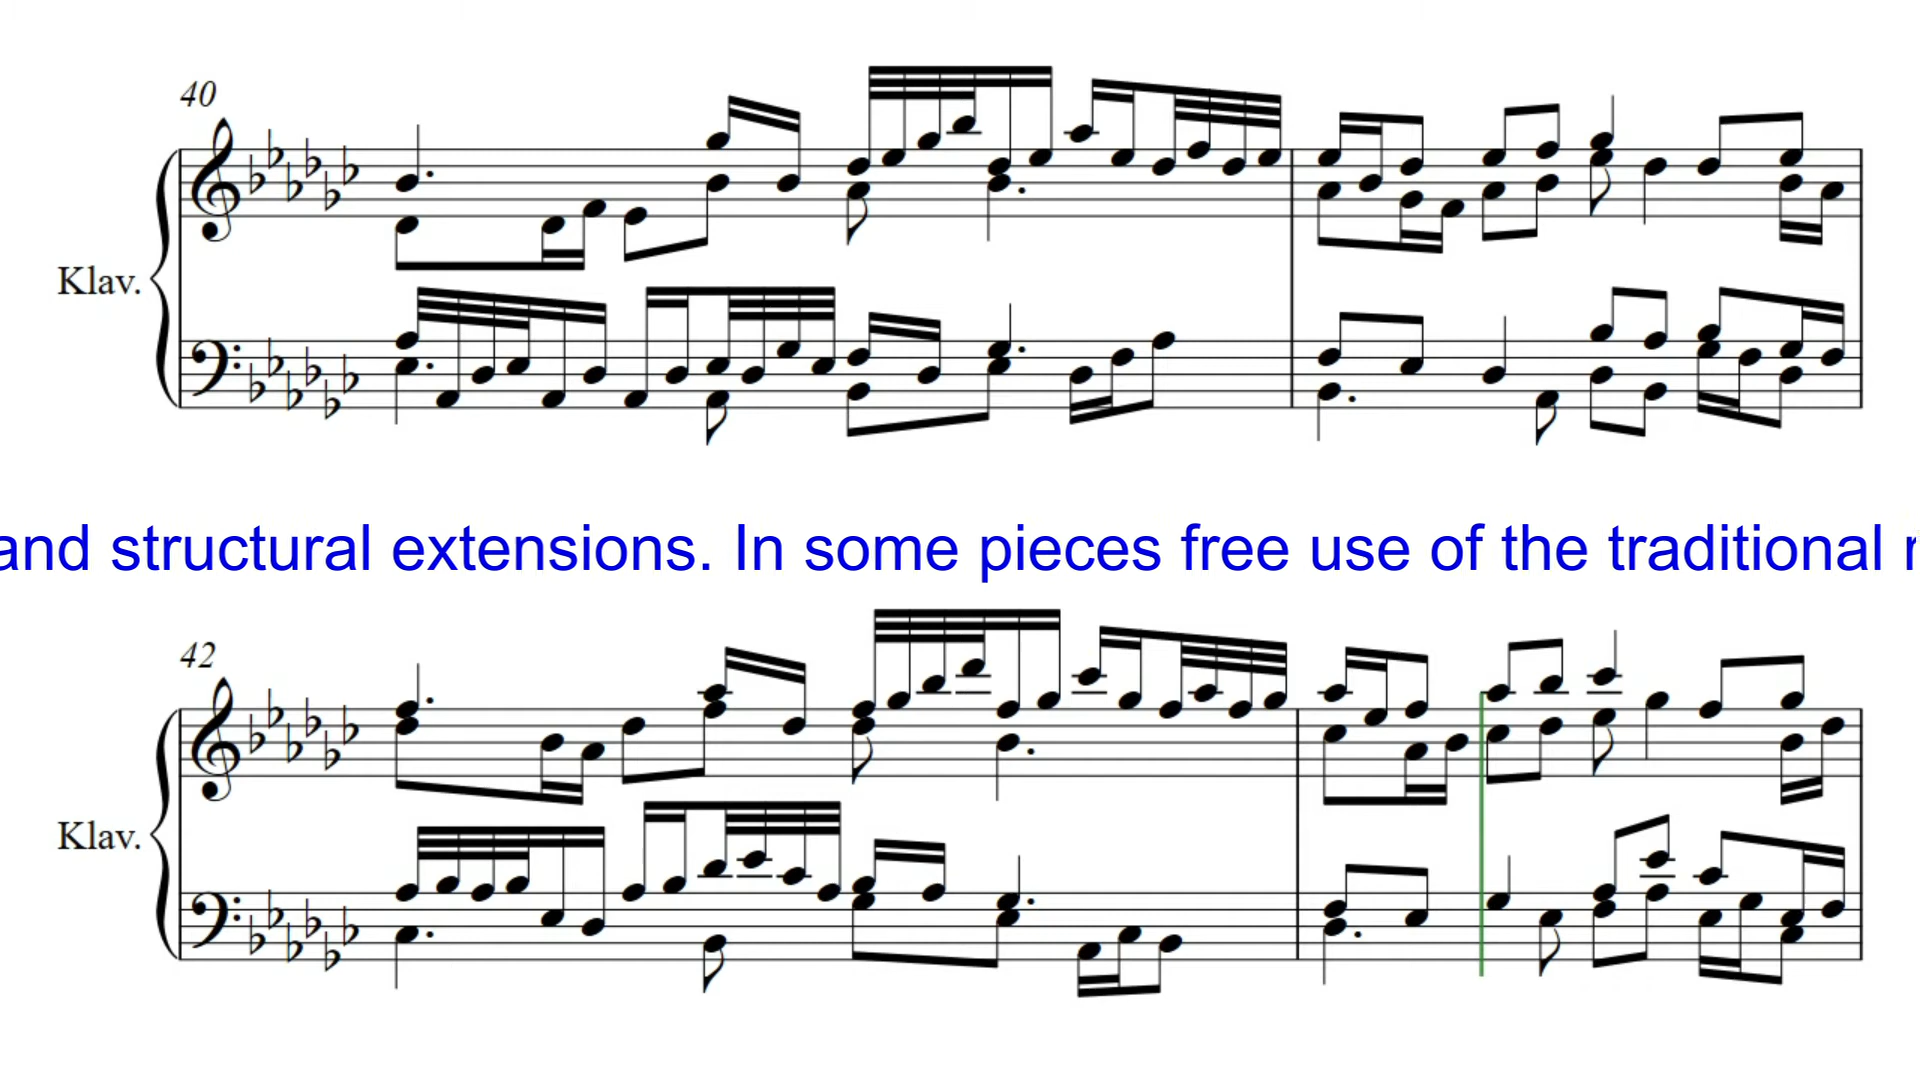 40
Klav.
and structural extensions. In some pieces free use of the traditional
42
Klav.